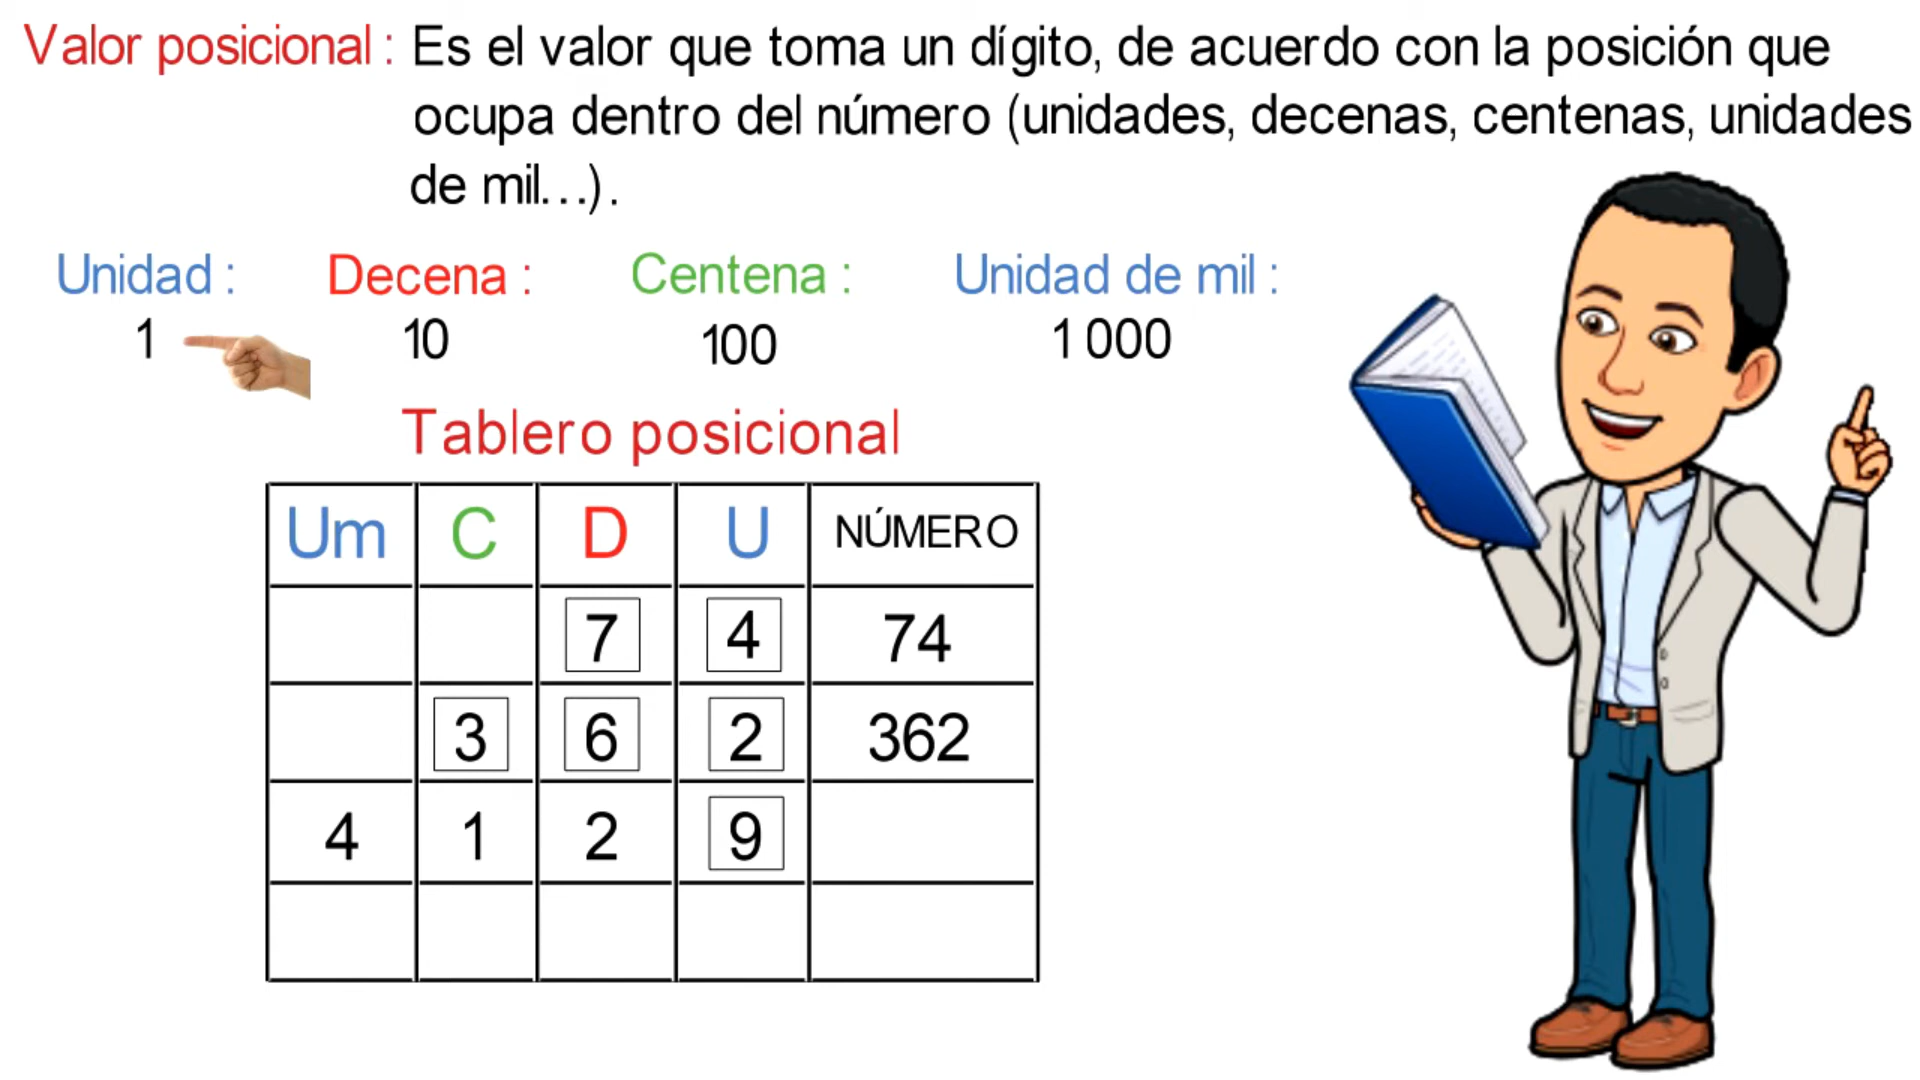 Valor posicional : Es el valor que toma un dígito, de acuerdo con la posición que
ocupa dentro del número (unidades, decenas, centenas, unidades
de mil...).
Unidad : Decena : Centena : Unidad de mil :
1 10 100 1 000
Tablero posicional
Um C D U NÚMERO
7 4 74
3 6 2 362
4 1 2 9